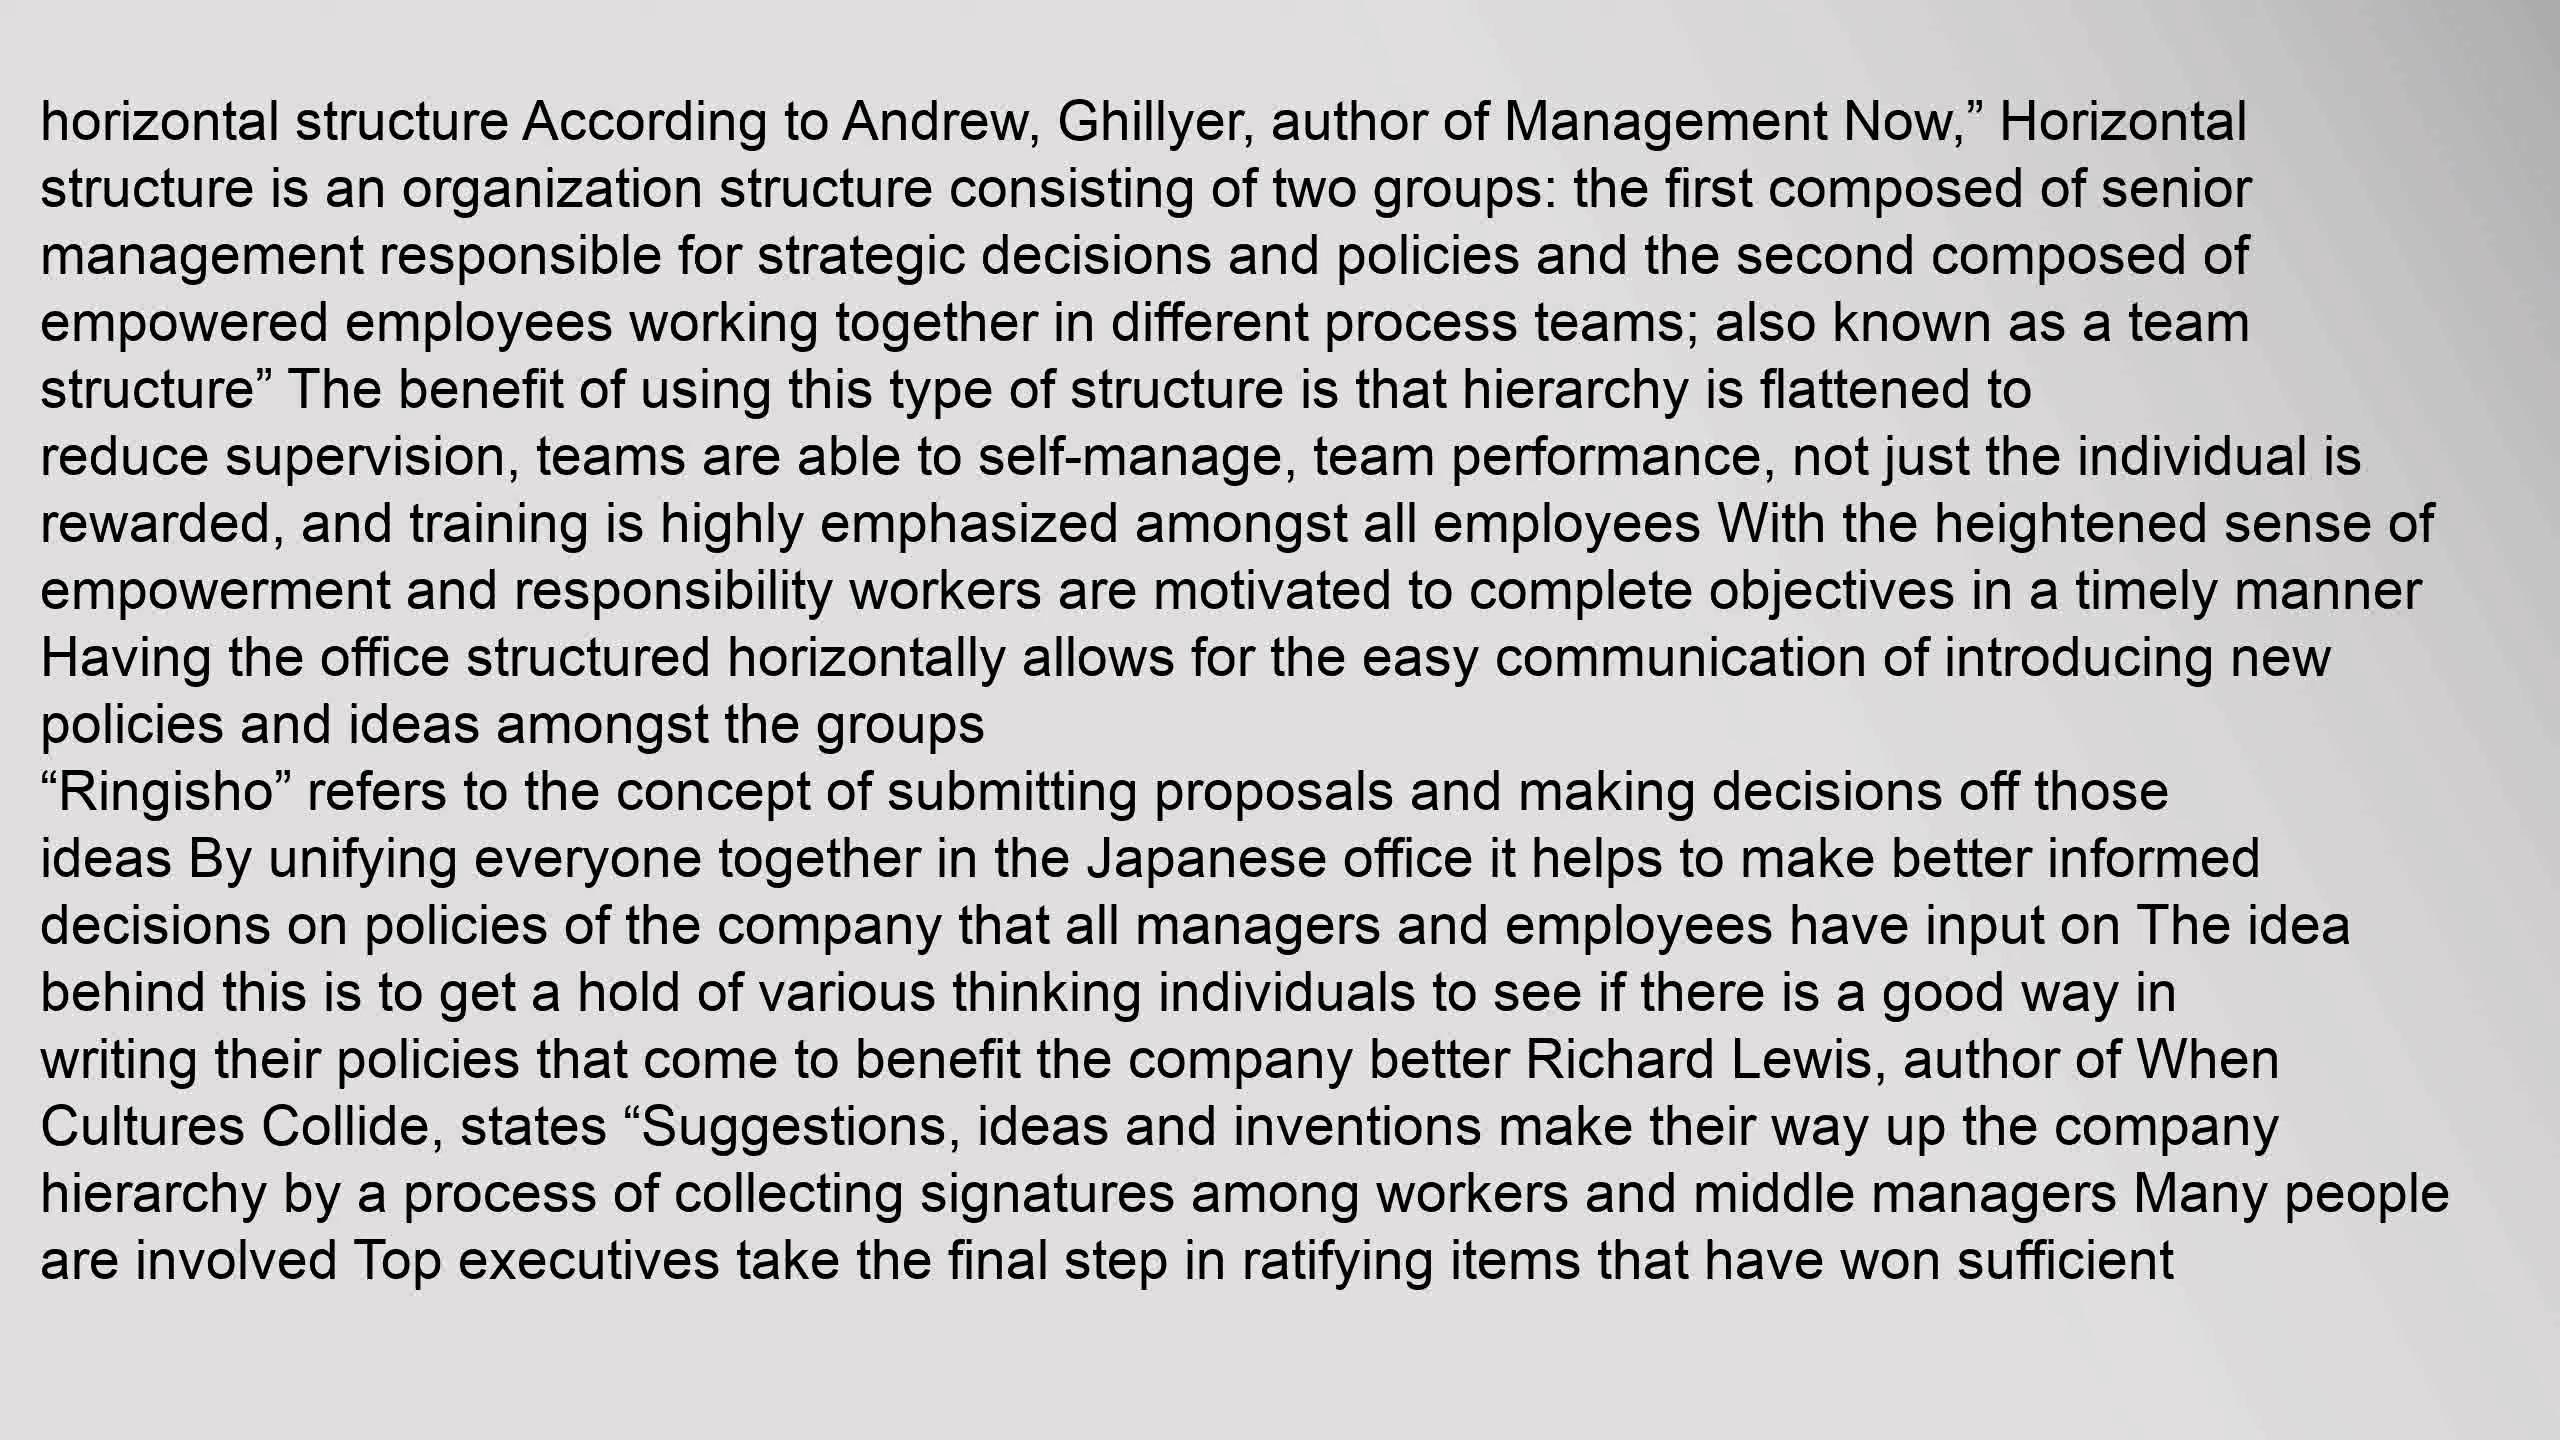 horizontal structure According to Andrew, Ghillyer, author of Management Now,” Horizontal
structure is an organization structure consisting of two groups: the first composed of senior
management responsible for strategic decisions and policies and the second composed of
empowered employees working together in different process teams; also known as a team
structure” The benefit of using this type of structure is that hierarchy is flattened to
reduce supervision, teams are able to self-manage, team performance, not just the individual is
rewarded, and training is highly emphasized amongst all employees With the heightened sense of
empowerment and responsibility workers are motivated to complete objectives in a timely manner
Having the office structured horizontally allows for the easy communication of introducing new
policies and ideas amongst the groups
“Ringisho” refers to the concept of submitting proposals and making decisions off those
ideas By unifying everyone together in the Japanese office it helps to make better informed
decisions on policies of the company that all managers and employees have input on The idea
behind this is to get a hold of various thinking individuals to see if there is a good way in
writing their policies that come to benefit the company better Richard Lewis, author of When
Cultures Collide, states “Suggestions, ideas and inventions make their way up the company
hierarchy by a process of collecting signatures among workers and middle managers Many people
are involved Top executives take the final step in ratifying items that have won sufficient